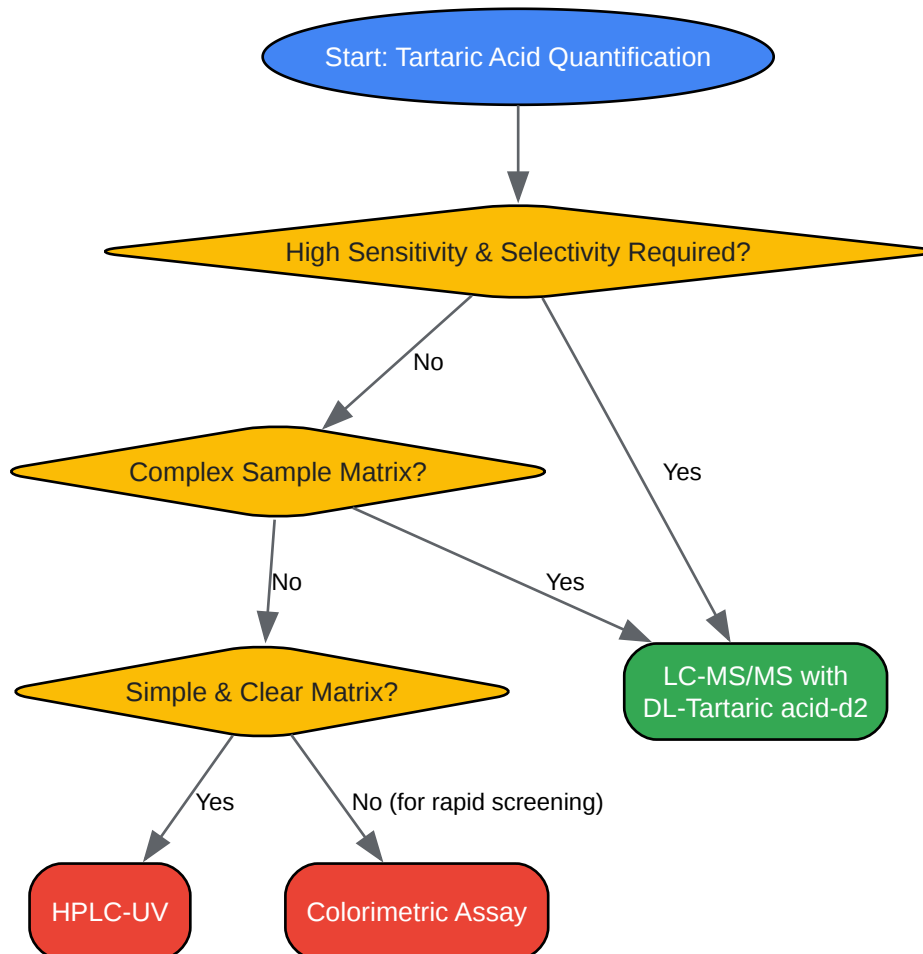 Start: Tartaric Acid Quantification
High Sensitivity & Selectivity Required?
No
Complex Sample Matrix?
Yes
No
Yes
Simple & Clear Matrix?
LC-MS/MS with
DL-Tartaric acid-d2
Yes
No (for rapid screening)
HPLC-UV
Colorimetric Assay